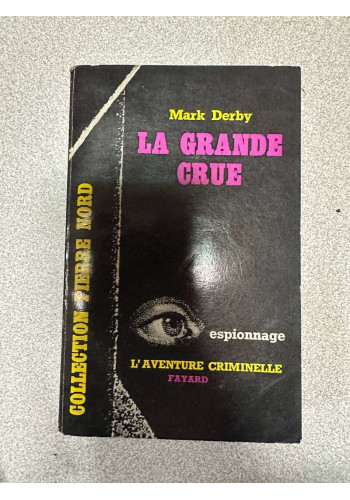 Mark Derby
LA GRANDE
CRUE
COLLECTION PIERRE NORD
espionnage
L'AVENTURE CRIMINELLE
FAYARD